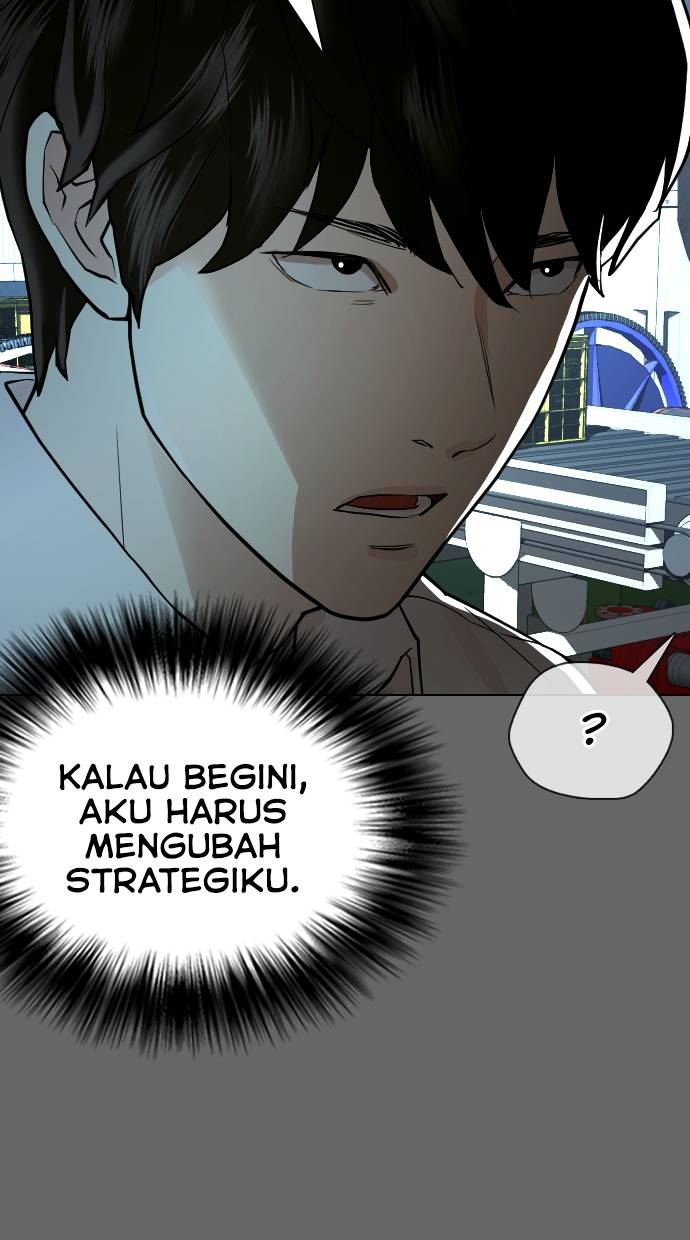 ?
KALAU BEGINI,
AKU HARUS
MENGUBAH
STRATEGIKU.